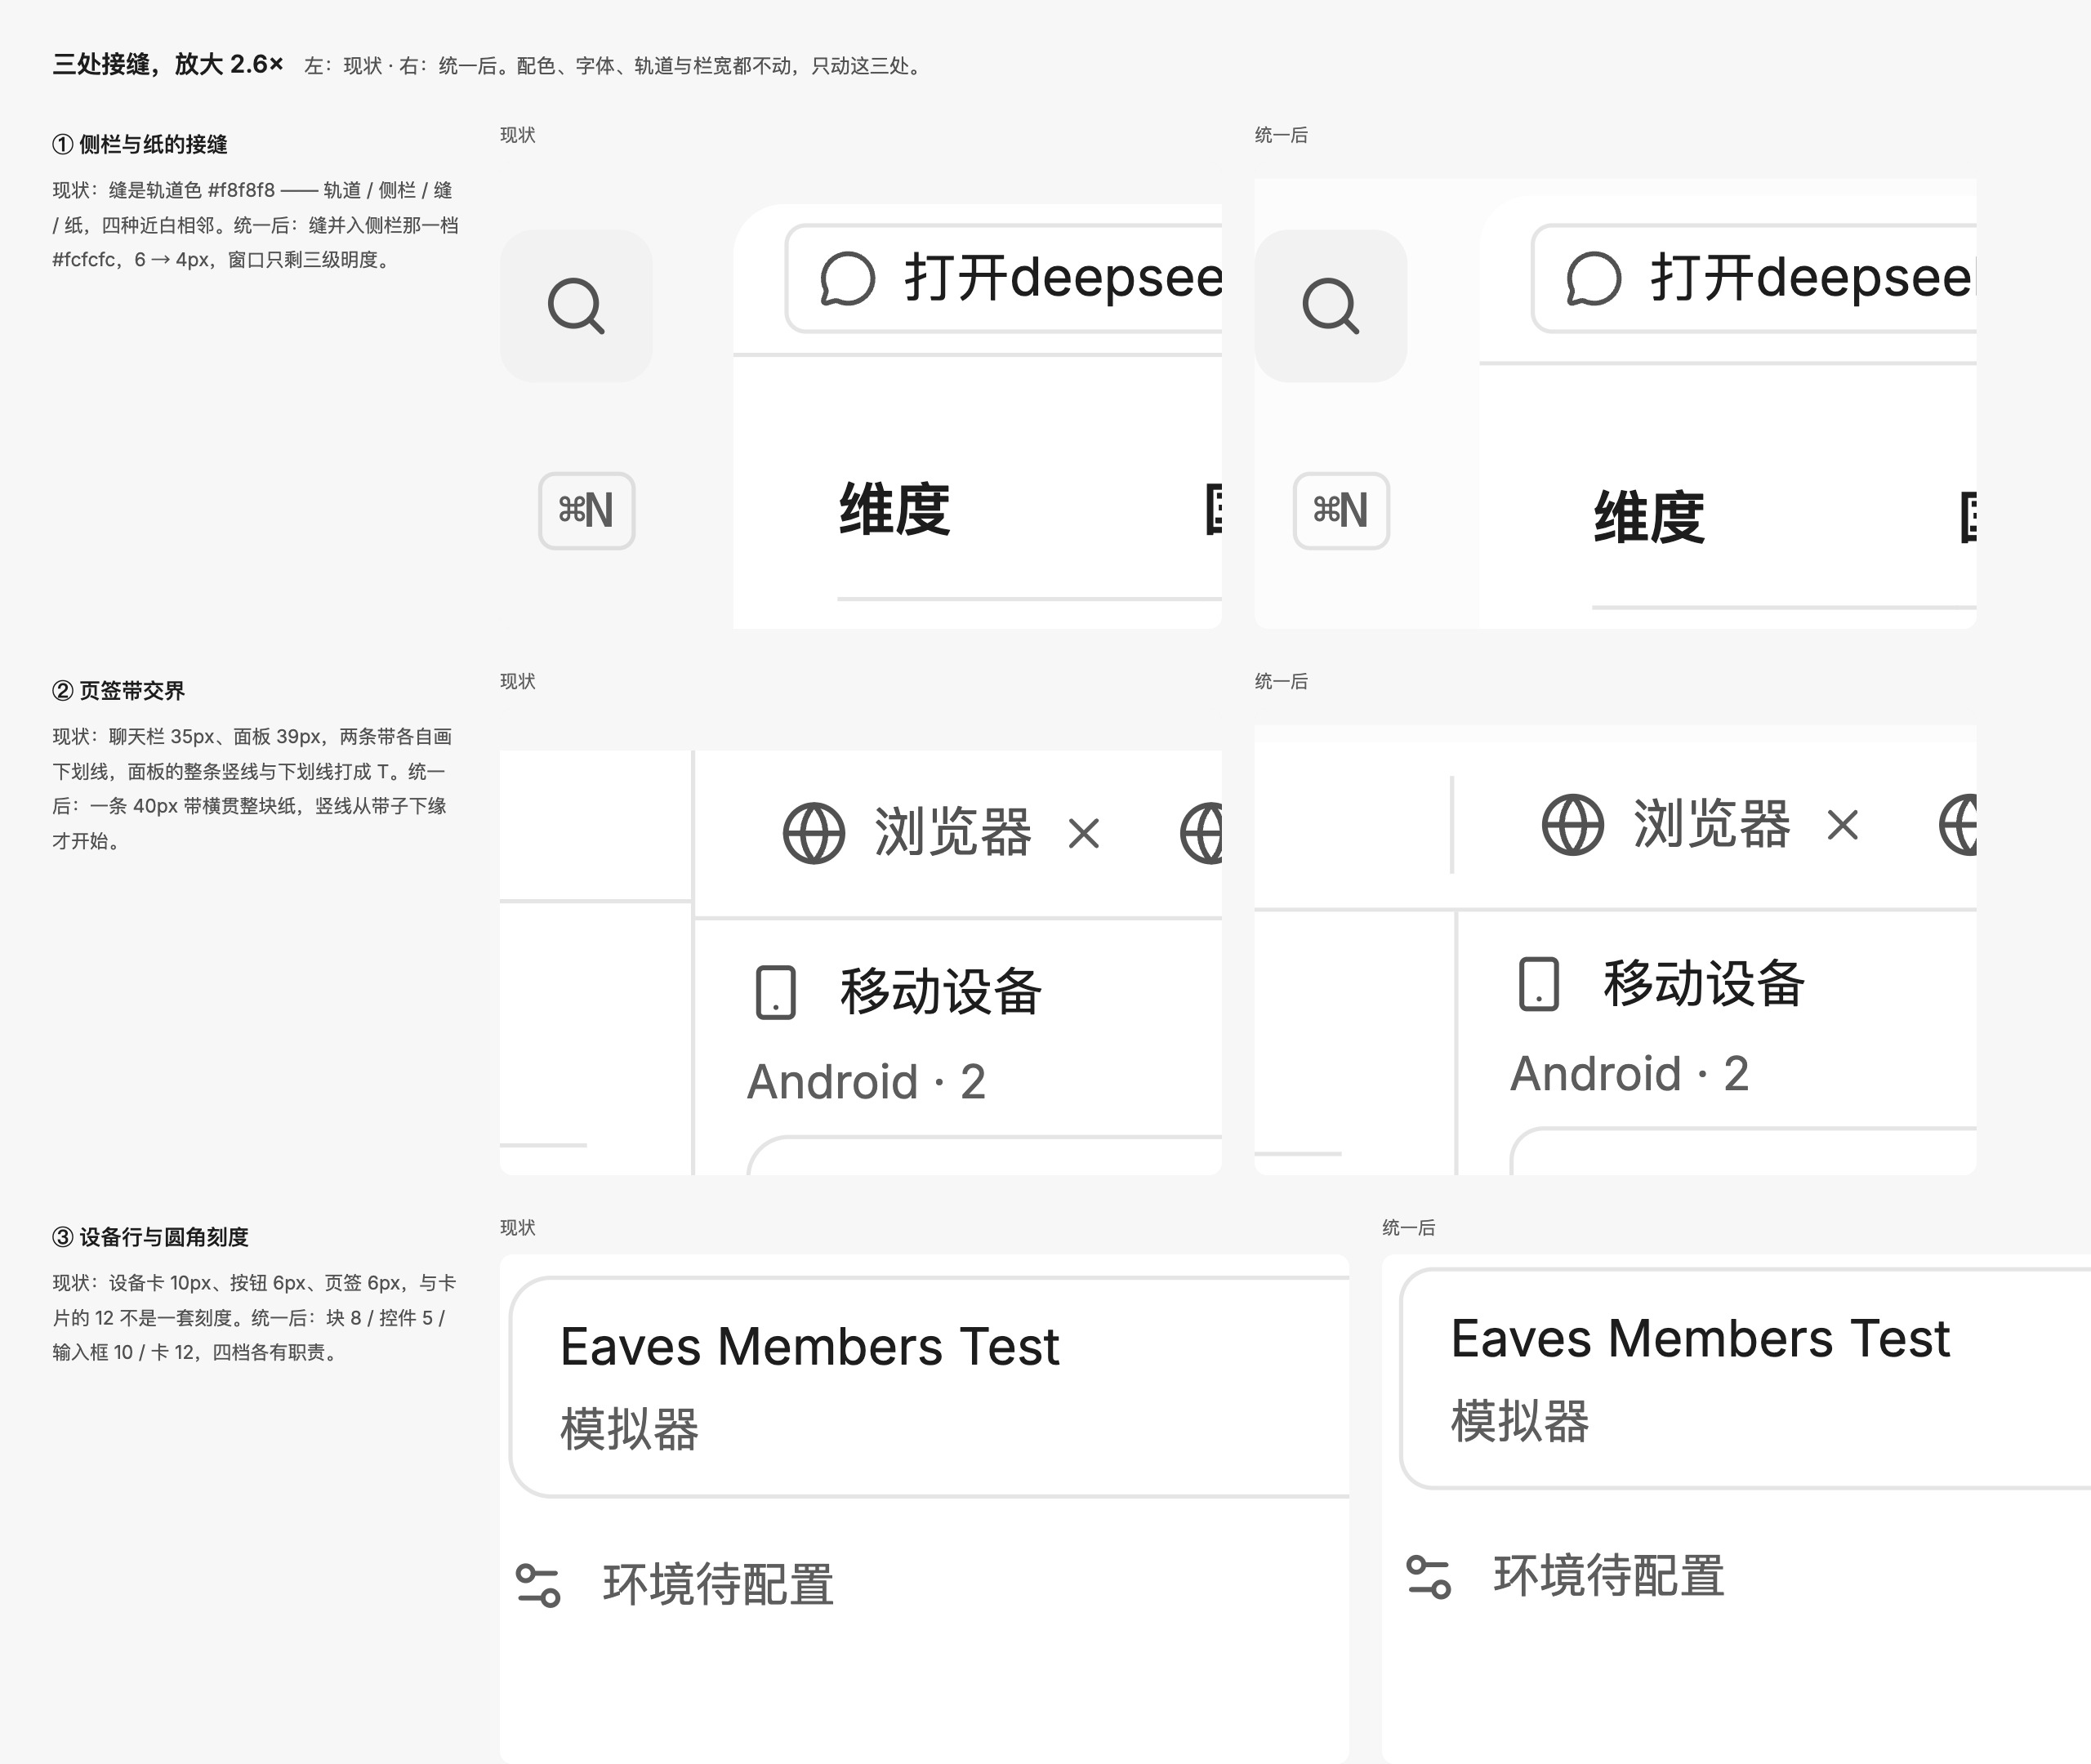 三处接缝，放大 2.6× 左：现状 · 右：统一后。配色、字体、轨道与栏宽都不动，只动这三处。
① 侧栏与纸的接缝
现状：缝是轨道色 #f8f8f8 —— 轨道 / 侧栏 / 缝
/ 纸，四种近白相邻。统一后：缝并入侧栏那一档
#fcfcfc，6 → 4px，窗口只剩三级明度。
现状
打开deepsee
⌘N
维度
统一后
打开deepsee
⌘N
维度
② 页签带交界
现状：聊天栏 35px、面板 39px，两条带各自画
下划线，面板的整条竖线与下划线打成 T。统一
后：一条 40px 带横贯整块纸，竖线从带子下缘
才开始。
现状
浏览器
移动设备
Android · 2
统一后
浏览器
移动设备
Android · 2
③ 设备行与圆角刻度
现状：设备卡 10px、按钮 6px、页签 6px，与卡
片的 12 不是一套刻度。统一后：块 8 / 控件 5 /
输入框 10 / 卡 12，四档各有职责。
现状
Eaves Members Test
模拟器
环境待配置
统一后
Eaves Members Test
模拟器
环境待配置